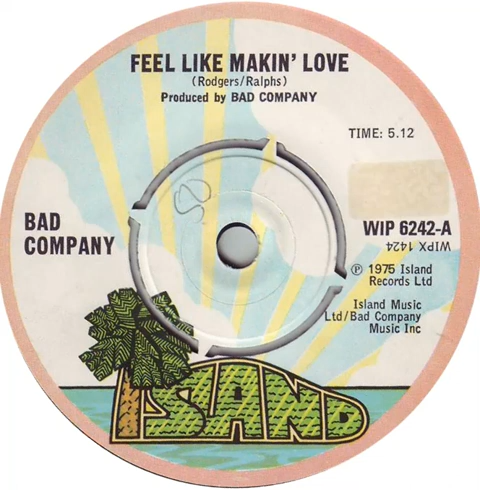 FEEL LIKE MAKIN' LOVE
(Rodgers/Ralphs)
Produced by BAD COMPANY
TIME: 5.12
50
BAD
COMPANY
WIP 6242-A
WIPX 1424
℗ 1975 Island
Records Ltd
Island Music
Ltd/Bad Company
Music Inc
ISLAND